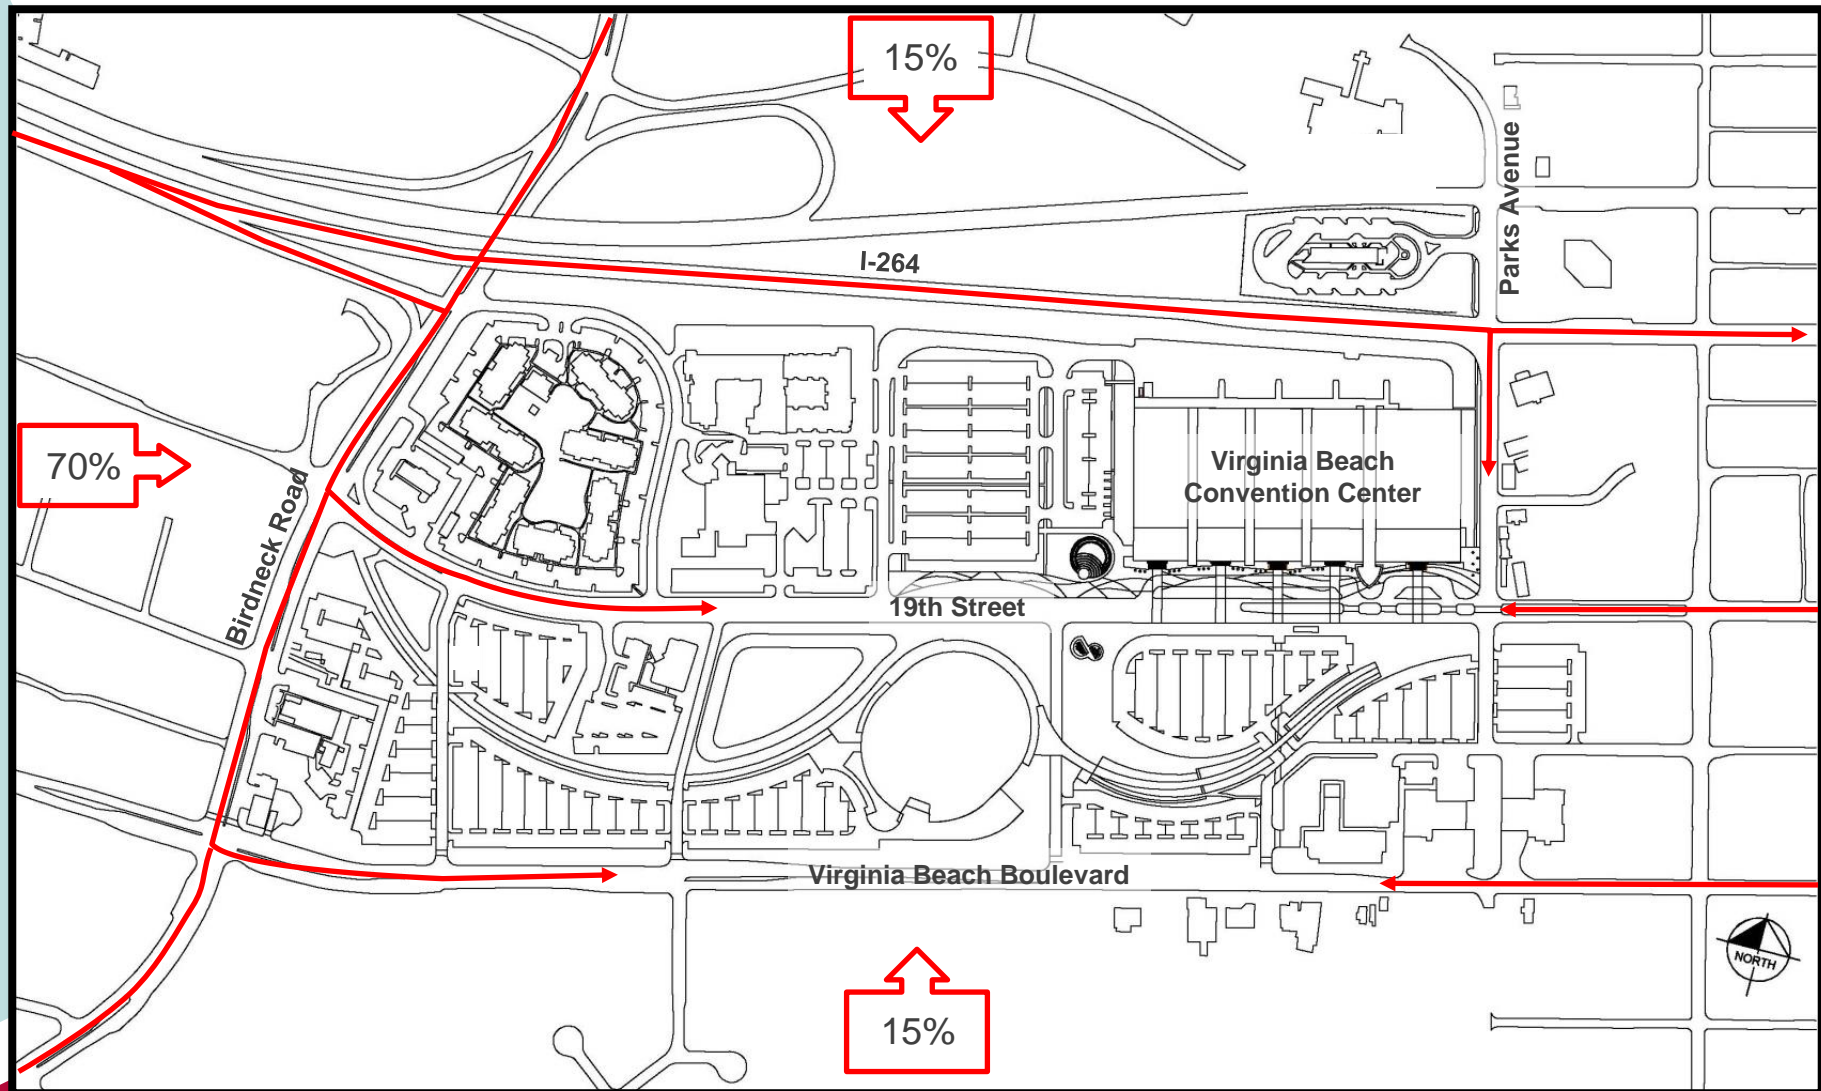 15%
Parks Avenue
I-264
70%
Birdneck Road
Virginia Beach
Convention Center
19th Street
Virginia Beach Boulevard
NORTH
15%